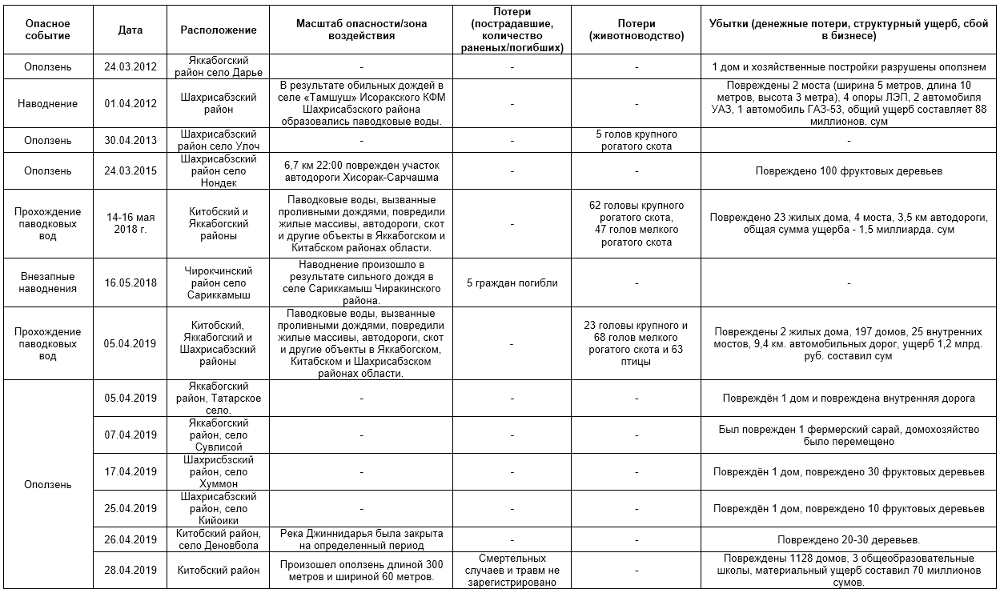 Опасное событие
Дата
Расположение
Масштаб опасности/зона воздействия
Потери (пострадавшие, количество раненых/погибших)
Потери (животноводство)
Убытки (денежные потери, структурный ущерб, сбой в бизнесе)
Оползень
24.03.2012
Яккабогский
район село Дарье
-
-
-
1 дом и хозяйственные постройки разрушены оползнем
Наводнение
01.04.2012
Шахрисабзский
район
В результате обильных дождей в
селе «Тамшуш» Исоракского КФМ
Шахрисабзского района
образовались паводковые воды.
-
-
Повреждены 2 моста (ширина 5 метров, длина 10
метров, высота 3 метра), 4 опоры ЛЭП, 2 автомобиля
УАЗ, 1 автомобиль ГАЗ-53, общий ущерб составляет 88
миллионов. сум
Оползень
30.04.2013
Шахрисабзский
район село Улоч
-
-
5 голов крупного
рогатого скота
-
Оползень
24.03.2015
Шахрисабзский
район село
Нондек
6,7 км 22:00 поврежден участок
автодороги Хисорак-Сарчашма
-
-
Повреждено 100 фруктовых деревьев
Прохождение
паводковых
вод
14-16 мая
2018 г.
Китобский и
Яккабогский
районы
Паводковые воды, вызванные
проливными дождями, повредили
жилые массивы, автодороги, скот
и другие объекты в Яккабогском и
Китабском районах области.
-
62 головы крупного
рогатого скота,
47 голов мелкого
рогатого скота
Повреждено 23 жилых дома, 4 моста, 3,5 км автодороги,
общая сумма ущерба - 1,5 миллиарда. сум
Внезапные
наводнения
16.05.2018
Чирокчинский
район село
Сариккамыш
Наводнение произошло в
результате сильного дождя в
селе Сариккамыш Чиракинского
района.
5 граждан погибли
-
-
Прохождение
паводковых
вод
05.04.2019
Китобский,
Яккабогский и
Шахрисабзский
районы
Паводковые воды, вызванные
проливными дождями, повредили
жилые массивы, автодороги, скот
и другие объекты в Яккабогском,
Китабском и Шахрисабзском
районах области.
-
23 головы крупного и
68 голов мелкого
рогатого скота и 63
птицы
Повреждены 2 жилых дома, 197 домов, 25 внутренних
мостов, 9,4 км. автомобильных дорог, ущерб 1,2 млрд.
руб. составил сум
Оползень
05.04.2019
Яккабогский
район, Татарское
село.
-
-
-
Повреждён 1 дом и повреждена внутренняя дорога
07.04.2019
Яккабогский
район, село
Сувлисой
-
-
-
Был поврежден 1 фермерский сарай, домохозяйство
было перемещено
17.04.2019
Шахрисбзский
район, село
Хуммон
-
-
-
Повреждён 1 дом, повреждено 30 фруктовых деревьев
25.04.2019
Шахрисабзский
район, село
Кийоики
-
-
-
Повреждён 1 дом, повреждено 10 фруктовых деревьев
26.04.2019
Китобский район,
село Деновбола
Река Джиннидарья была закрыта
на определенный период
-
-
Повреждено 20-30 деревьев.
28.04.2019
Китобский район
Произошел оползень длиной 300
метров и шириной 60 метров.
Смертельных
случаев и травм не
зарегистрировано
-
Повреждены 1128 домов, 3 общеобразовательные
школы, материальный ущерб составил 70 миллионов
сумов.